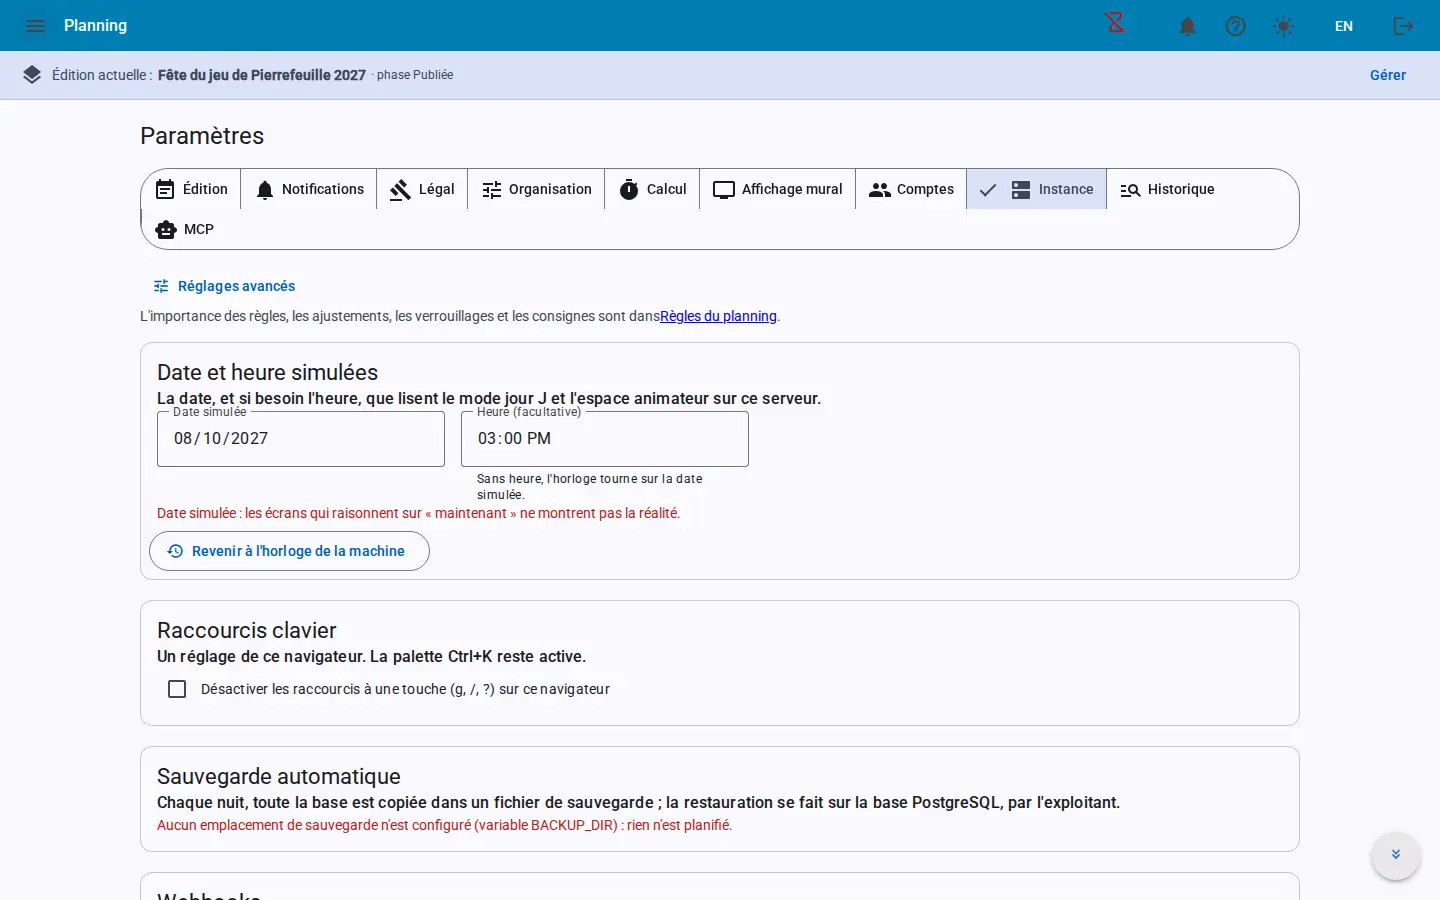 Planning
EN
Édition actuelle : Fête du jeu de Pierrefeuille 2027 · phase Publiée
Gérer
Paramètres
Édition
Notifications
Légal
Organisation
Calcul
Affichage mural
Comptes
Instance
Historique
MCP
Réglages avancés
L'importance des règles, les ajustements, les verrouillages et les consignes sont dansRègles du planning.
Date et heure simulées
La date, et si besoin l'heure, que lisent le mode jour J et l'espace animateur sur ce serveur.
Date simulée
Heure (facultative)
08/10/2027
03:00 PM
Sans heure, l'horloge tourne sur la date
simulée.
Date simulée : les écrans qui raisonnent sur « maintenant » ne montrent pas la réalité.
Revenir à l'horloge de la machine
Raccourcis clavier
Un réglage de ce navigateur. La palette Ctrl+K reste active.
Désactiver les raccourcis à une touche (g, /, ?) sur ce navigateur
Sauvegarde automatique
Chaque nuit, toute la base est copiée dans un fichier de sauvegarde ; la restauration se fait sur la base PostgreSQL, par l'exploitant.
Aucun emplacement de sauvegarde n'est configuré (variable BACKUP_DIR) : rien n'est planifié.
Webhooks